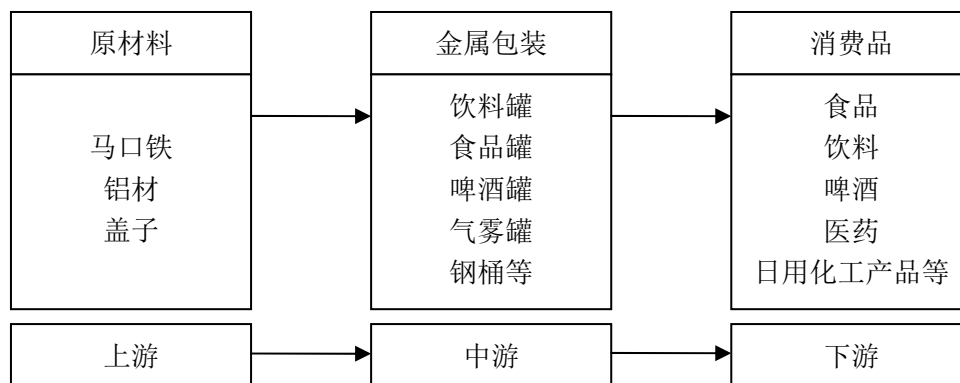 原材料
马口铁
铝材
盖子
金属包装
饮料罐
食品罐
啤酒罐
气雾罐
钢桶等
消费品
食品
饮料
啤酒
医药
日用化工产品等
上游
中游
下游